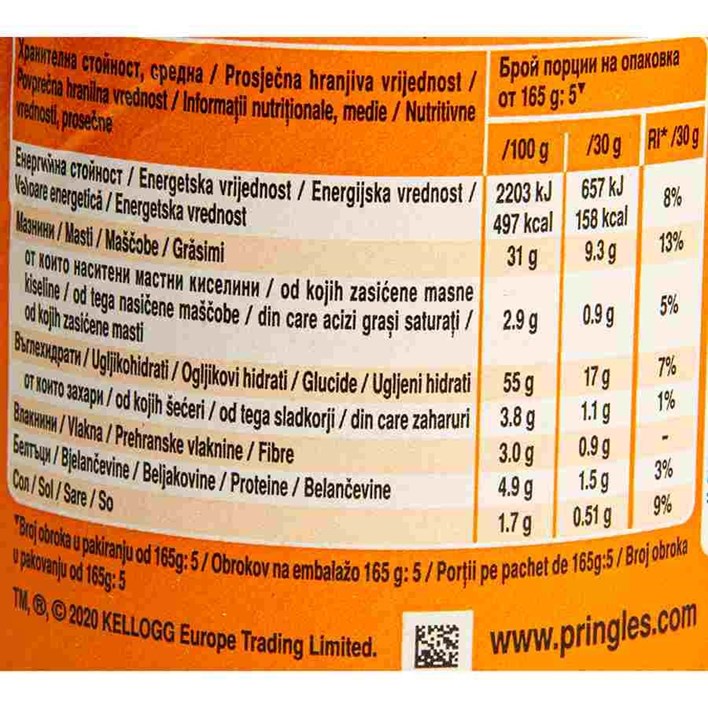 Хранителна стойност, средна / Prosječna hranjiva vrijednost /
Povprečna hranilna vrednost / Informații nutriționale, medie / Nutritivne
vrednosti, prosečne
Брой порции на опаковка
от 165 g: 5▼
/100 g /30 g RI* /30 g
Енергийна стойност / Energetska vrijednost / Energijska vrednost /
Valoare energetică / Energetska vrednost
2203 kJ 657 kJ 8%
497 kcal 158 kcal
Мазнини / Masti / Maščobe / Grăsimi 31 g 9.3 g 13%
от които наситени мастни киселини / od kojih zasićene masne
kiseline / od tega nasičene maščobe / din care acizi grași saturați /
od kojih zasićene masti
2.9 g 0.9 g 5%
Въглехидрати / Ugljikohidrati / Ogljikovi hidrati / Glucide / Ugljeni hidrati 55 g 17 g 7%
от които захари / od kojih šećeri / od tega sladkorji / din care zaharuri 3.8 g 1.1 g 1%
Влакнини / Vlakna / Prehranske vlaknine / Fibre 3.0 g 0.9 g -
Белтъци / Bjelančevine / Beljakovine / Proteine / Belančevine 4.9 g 1.5 g 3%
Сол / Sol / Sare / So 1.7 g 0.51 g 9%
▼Broj obroka u pakiranju od 165g: 5 / Obrokov na embalažo 165 g: 5 / Porții pe pachet de 165g:5 / Broj obroka
u pakovanju od 165g: 5
TM, ®, © 2020 KELLOGG Europe Trading Limited.
www.pringles.com